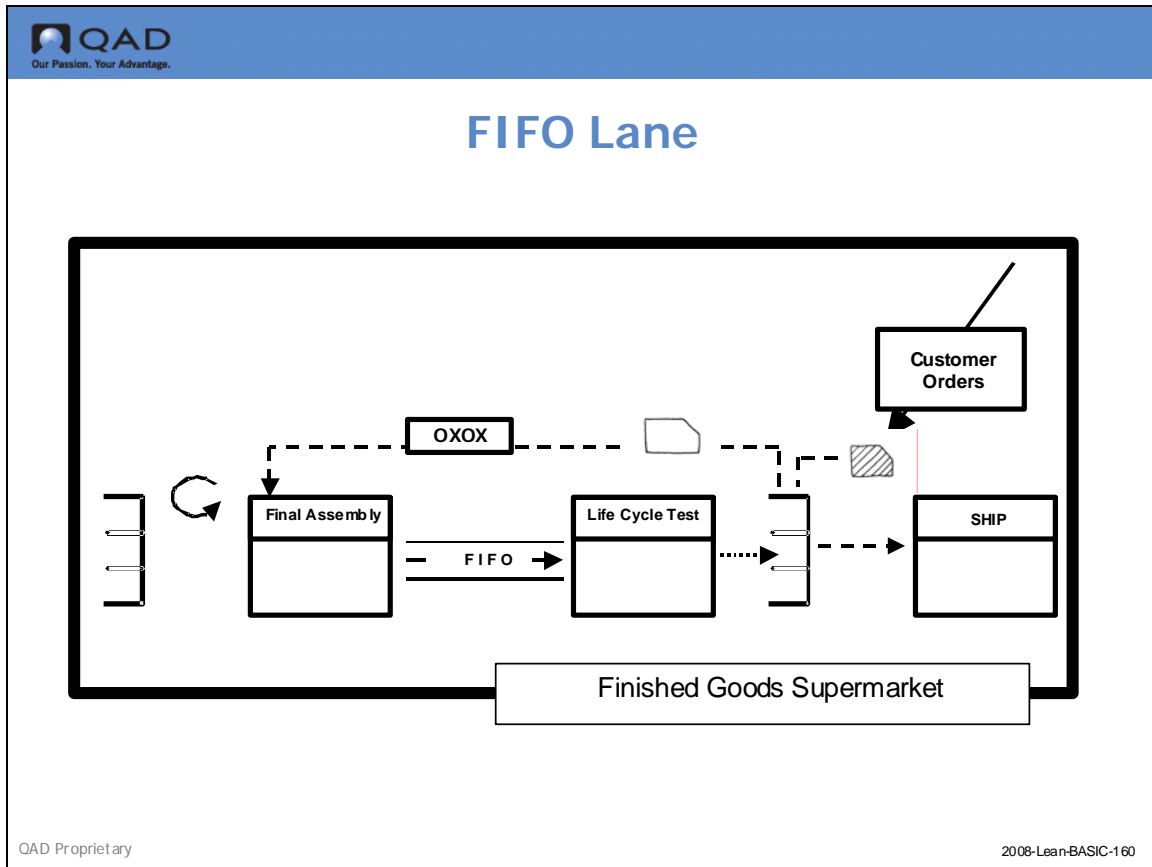 QAD
Our Passion. Your Advantage.
FIFO Lane
Customer
Orders
OXOX
Final Assembly
Life Cycle Test
SHIP
FIFO
Finished Goods Supermarket
QAD Proprietary
2008-Lean-BASIC-160